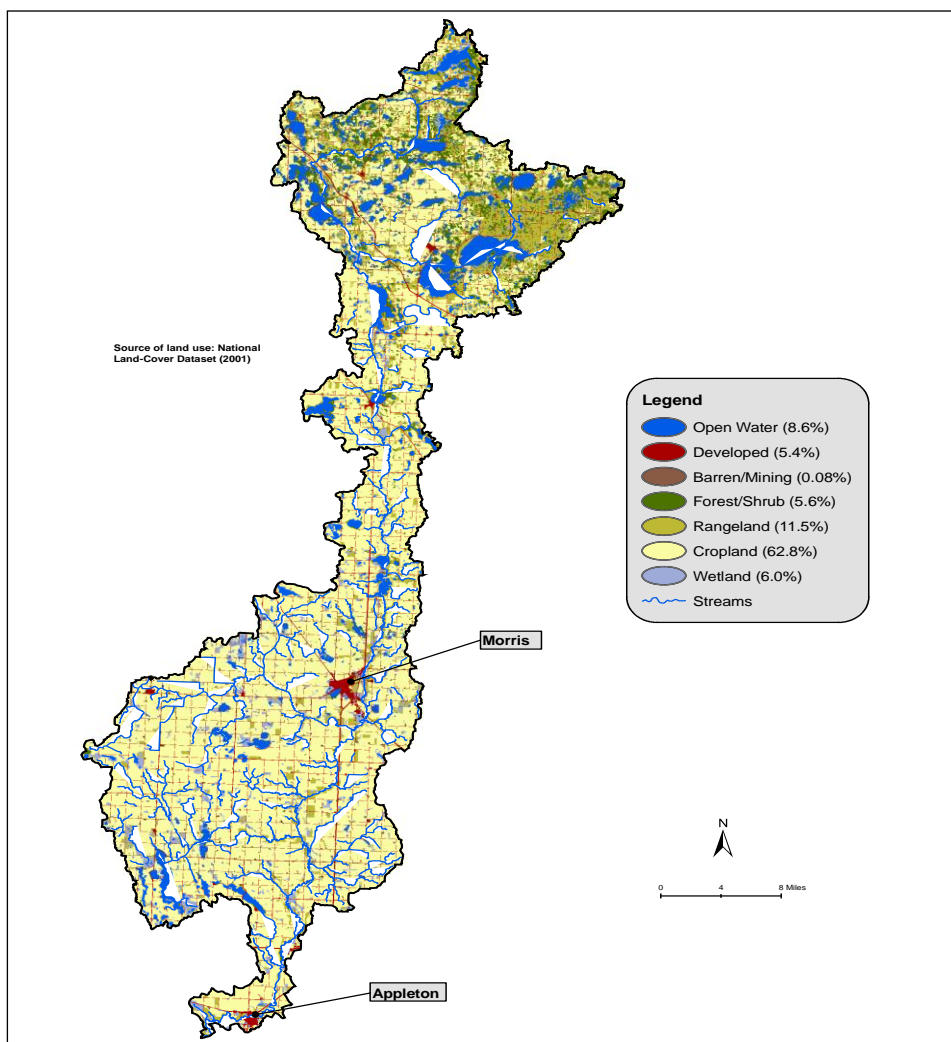 Source of land use: National
Land-Cover Dataset (2001)
Legend
Open Water (8.6%)
Developed (5.4%)
Barren/Mining (0.08%)
Forest/Shrub (5.6%)
Rangeland (11.5%)
Cropland (62.8%)
Wetland (6.0%)
Streams
Morris
N
0 4 8 Miles
Appleton